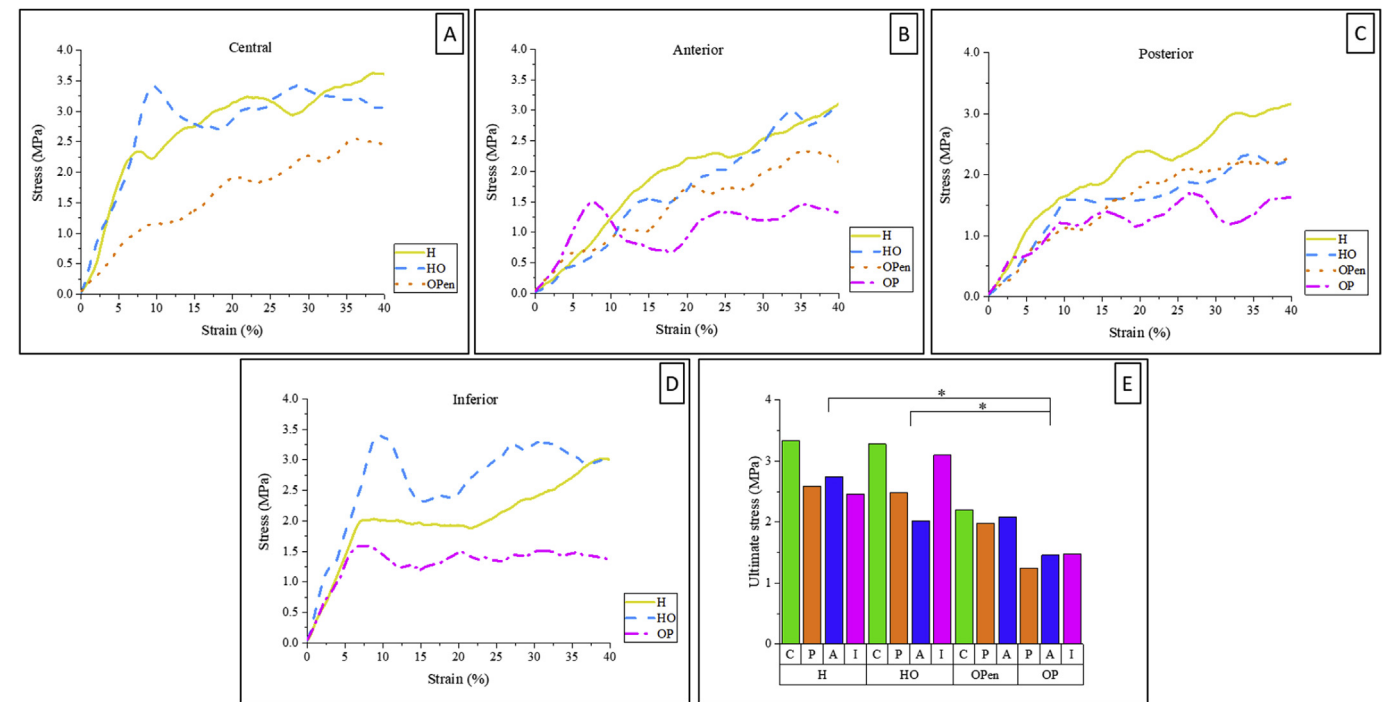 A
Central
Stress (MPa)
4.0
3.5
3.0
2.5
2.0
1.5
1.0
0.5
0.0
0 5 10 15 20 25 30 35 40
Strain (%)
H
HO
OPen
B
Anterior
Stress (MPa)
4.0
3.5
3.0
2.5
2.0
1.5
1.0
0.5
0.0
0 5 10 15 20 25 30 35 40
Strain (%)
H
HO
OPen
OP
C
Posterior
Stress (MPa)
4.0
3.0
2.0
1.0
0.0
0 5 10 15 20 25 30 35 40
Strain (%)
H
HO
OPen
OP
D
Inferior
Stress (MPa)
4.0
3.5
3.0
2.5
2.0
1.5
1.0
0.5
0.0
0 5 10 15 20 25 30 35 40
Strain (%)
H
HO
OP
E
*
*
Ultimate stress (MPa)
4
3
2
1
0
C P A I C P A I C P A P A I
H HO OPen OP